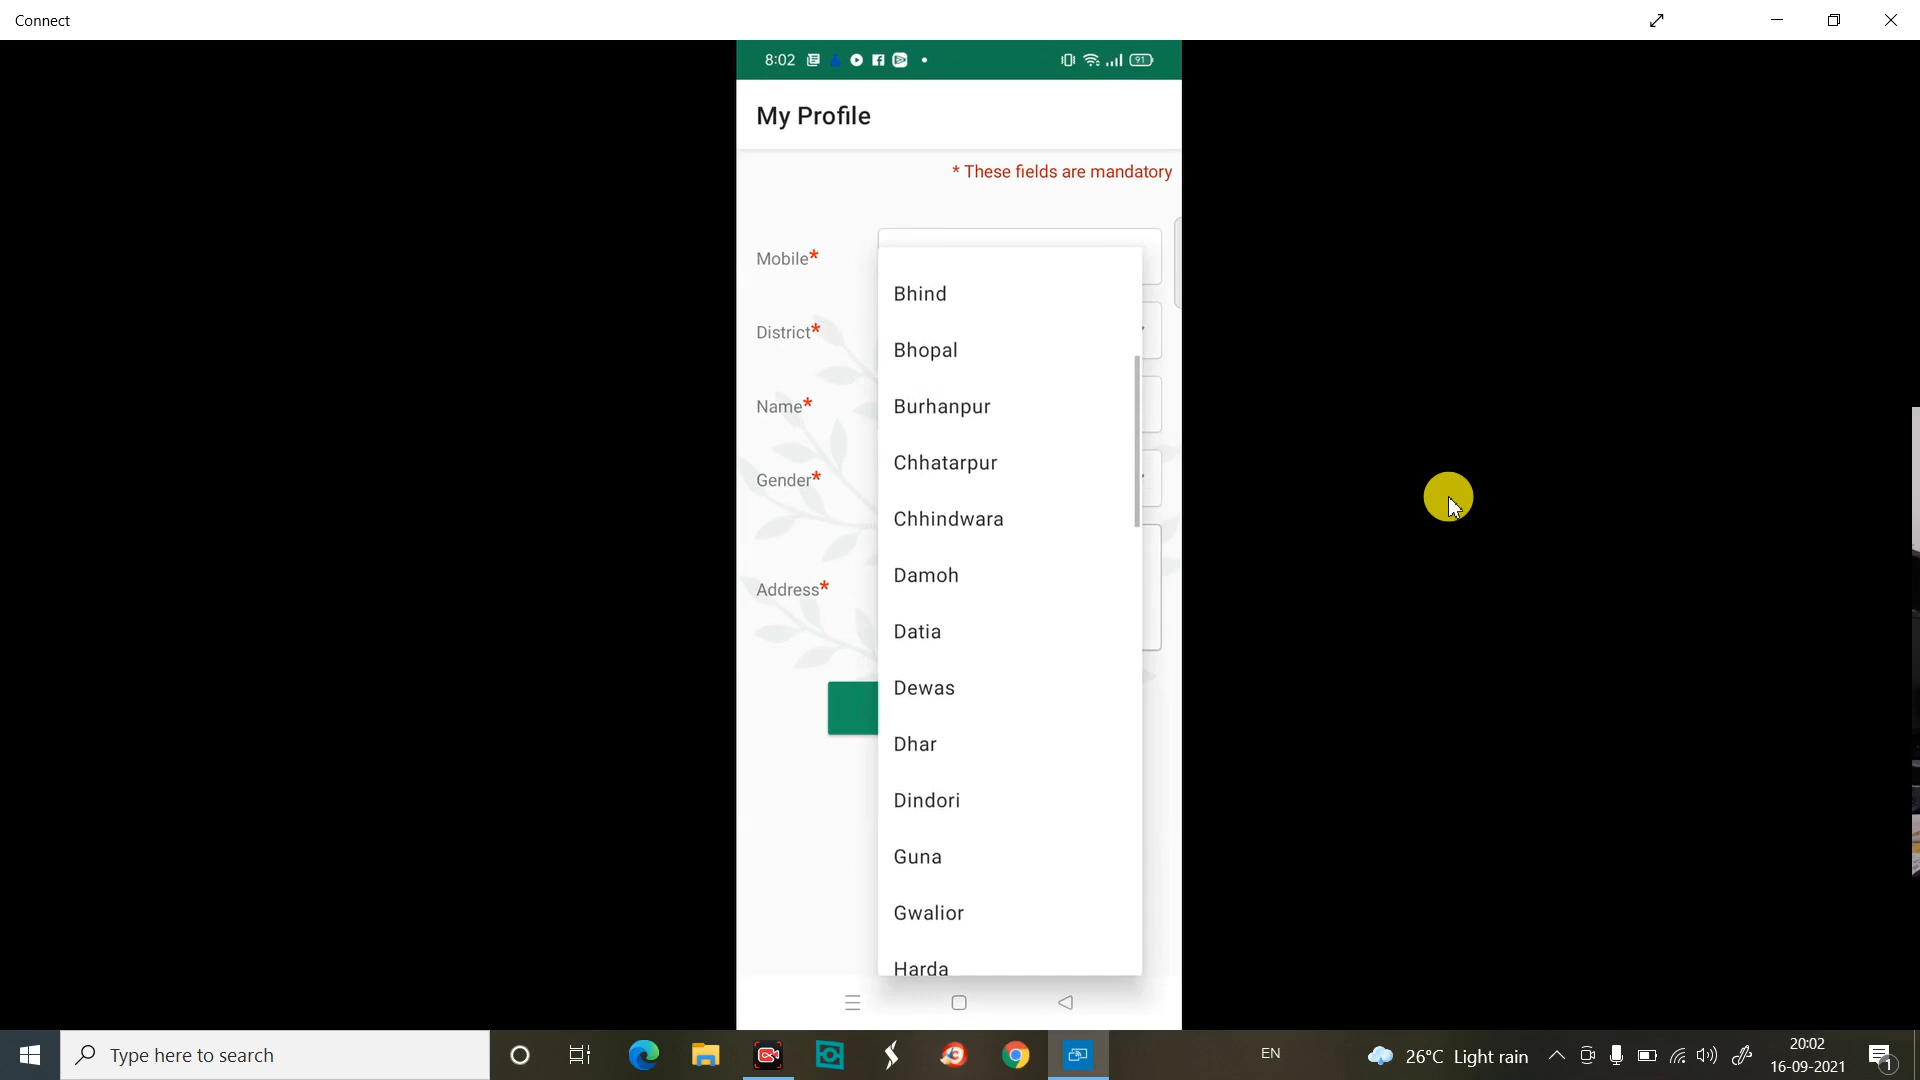 Connect
8:02
91
My Profile
* These fields are mandatory
Mobile*
District*
Name*
Gender*
Address*
Bhind
Bhopal
Burhanpur
Chhatarpur
Chhindwara
Damoh
Datia
Dewas
Dhar
Dindori
Guna
Gwalior
Harda
Type here to search
EN
26°C Light rain
20:02
16-09-2021
1